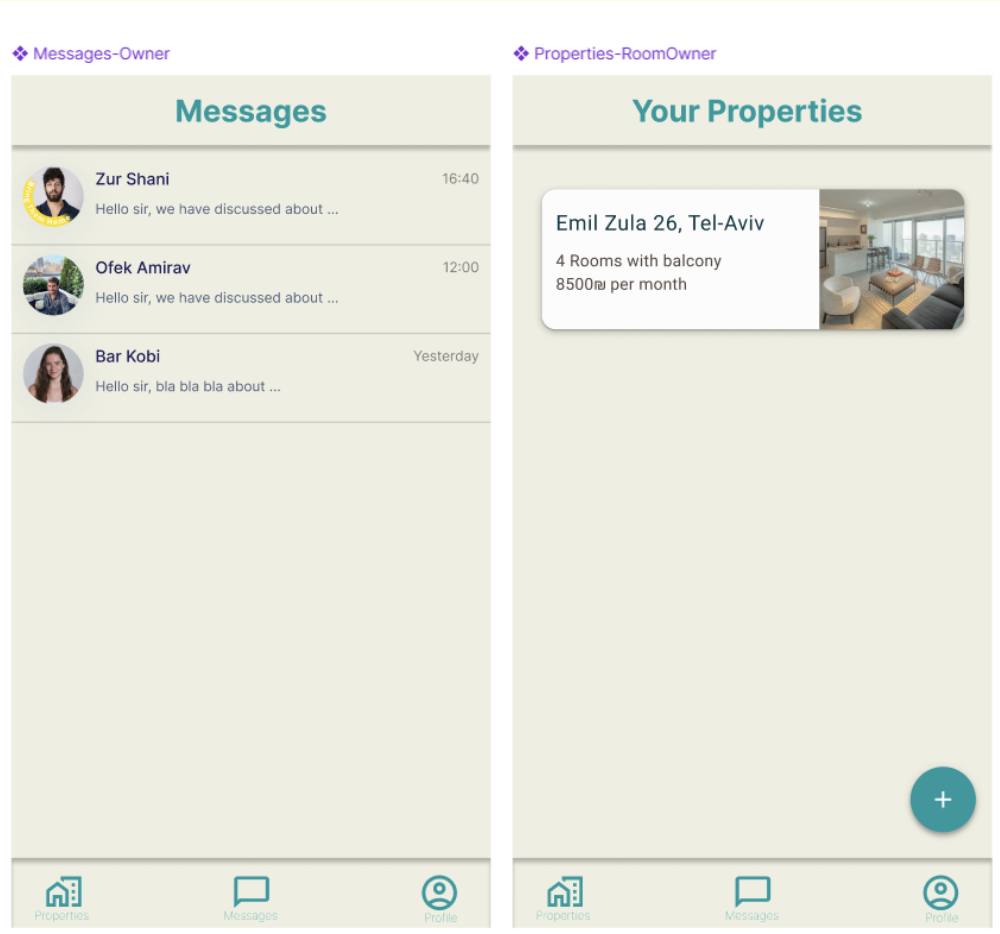 Messages-Owner
Messages
Zur Shani
16:40
Hello sir, we have discussed about ...
Ofek Amirav
12:00
Hello sir, we have discussed about ...
Bar Kobi
Yesterday
Hello sir, bla bla bla about ...
Properties
Messages
Profile
Properties-RoomOwner
Your Properties
Emil Zula 26, Tel-Aviv
4 Rooms with balcony
8500₪ per month
+
Properties
Messages
Profile